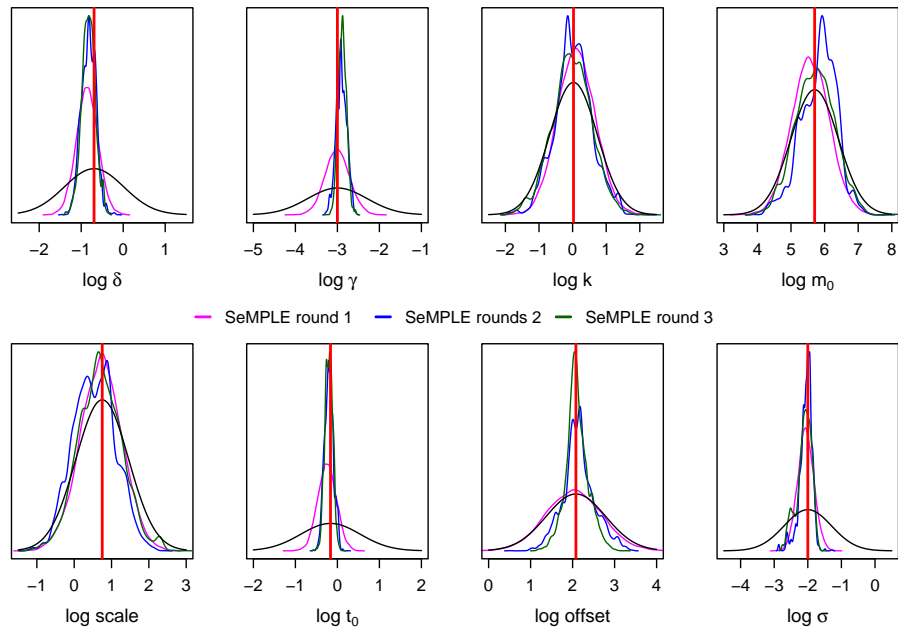 −2 −1 0 1
−5 −4 −3 −2 −1
−2 −1 0 1 2
3 4 5 6 7 8
log δ
log γ
log k
log m₀
SeMPLE round 1 SeMPLE rounds 2 SeMPLE round 3
−1 0 1 2 3
−2 −1 0 1 2
0 1 2 3 4
−4 −3 −2 −1 0
log scale
log t₀
log offset
log σ